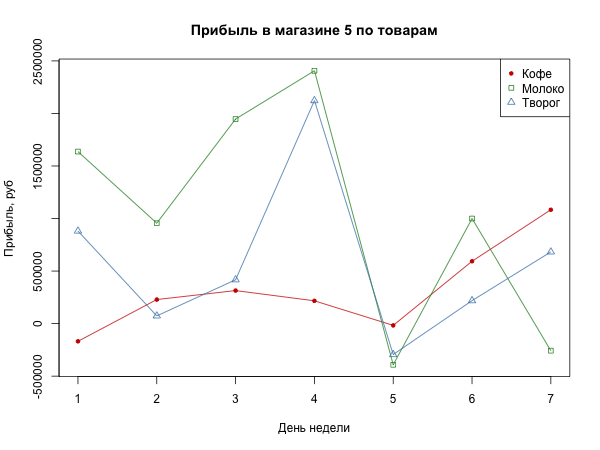 Прибыль в магазине 5 по товарам
Кофе
Молоко
Творог
Прибыль, руб
2500000
1500000
500000
0
-500000
1 2 3 4 5 6 7
День недели